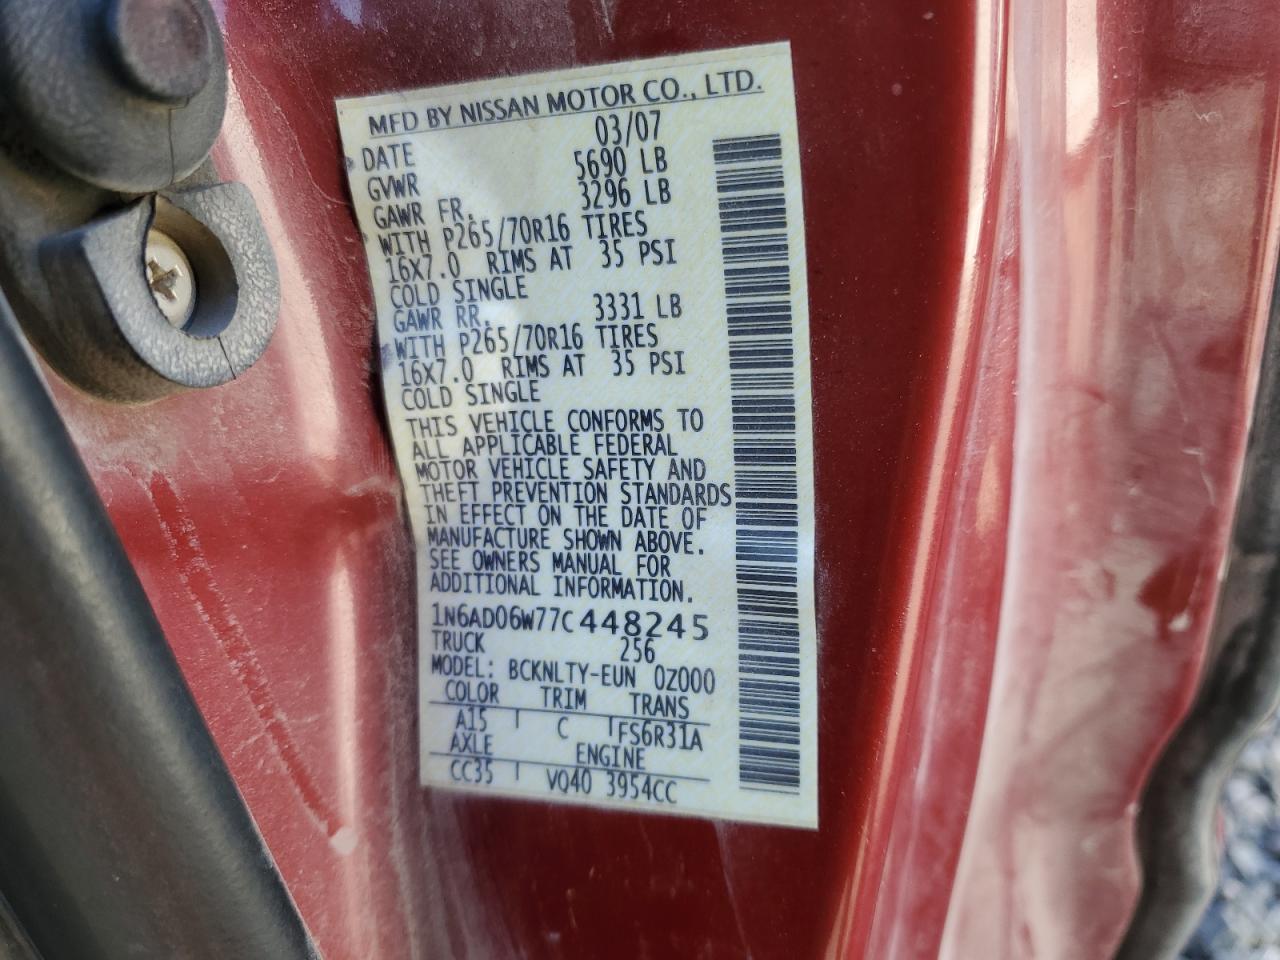 MFD BY NISSAN MOTOR CO., LTD.
DATE 03/07
GVWR 5690 LB
GAWR FR. 3296 LB
WITH P265/70R16 TIRES
16X7.0 RIMS AT 35 PSI
COLD SINGLE
GAWR RR. 3331 LB
WITH P265/70R16 TIRES
16X7.0 RIMS AT 35 PSI
COLD SINGLE
THIS VEHICLE CONFORMS TO
ALL APPLICABLE FEDERAL
MOTOR VEHICLE SAFETY AND
THEFT PREVENTION STANDARDS
IN EFFECT ON THE DATE OF
MANUFACTURE SHOWN ABOVE.
SEE OWNERS MANUAL FOR
ADDITIONAL INFORMATION.
1N6AD06W77C448245
TRUCK 256
MODEL: BCKNLTY-EUN 0Z000
COLOR TRIM TRANS
A15 C FS6R31A
AXLE ENGINE
CC35 VQ40 3954CC